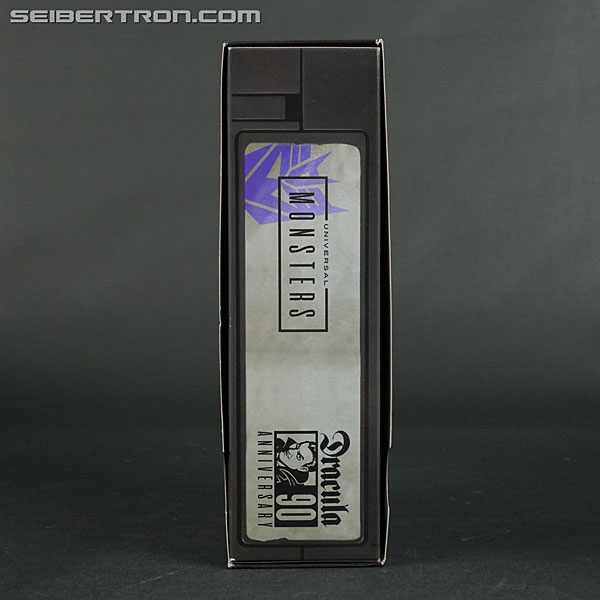 SEIBERTRON.COM
UNIVERSAL
MONSTERS
Dracula
90
ANNIVERSARY